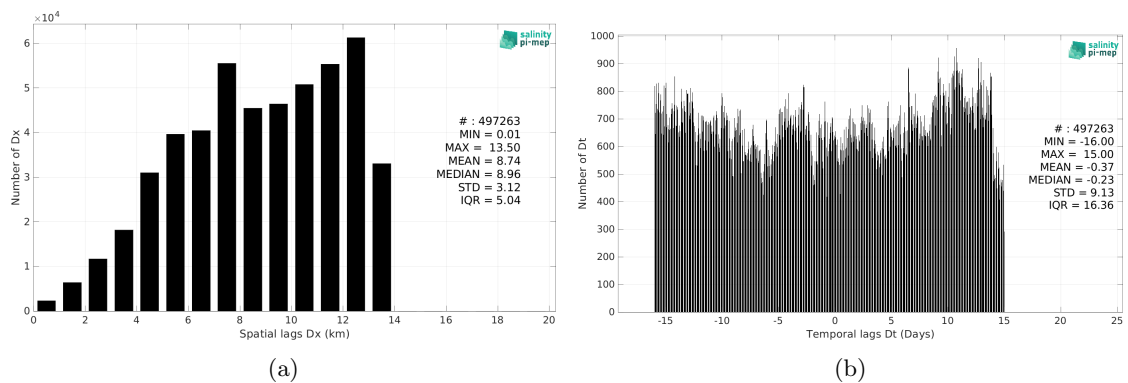 ×10⁴
6
5
4
3
2
1
0
Number of Dx
0 2 4 6 8 10 12 14 16 18 20
Spatial lags Dx (km)
salinity
pi-mep
# : 497263
MIN = 0.01
MAX = 13.50
MEAN = 8.74
MEDIAN = 8.96
STD = 3.12
IQR = 5.04
(a)
1000
900
800
700
600
500
400
300
200
100
0
Number of Dt
-15 -10 -5 0 5 10 15 20 25
Temporal lags Dt (Days)
salinity
pi-mep
# : 497263
MIN = -16.00
MAX = 15.00
MEAN = -0.37
MEDIAN = -0.23
STD = 9.13
IQR = 16.36
(b)